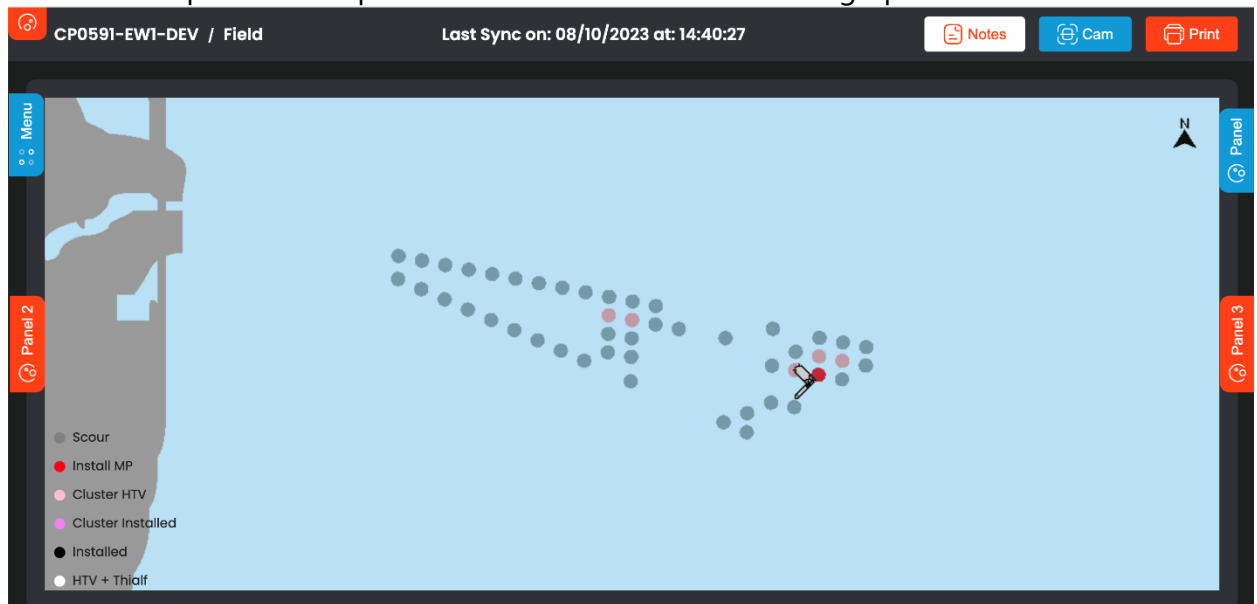 CP0591-EW1-DEV / Field
Last Sync on: 08/10/2023 at: 14:40:27
Notes
Cam
Print
Menu
Panel
N
Panel 2
Panel 3
Scour
Install MP
Cluster HTV
Cluster Installed
Installed
HTV + Thialf